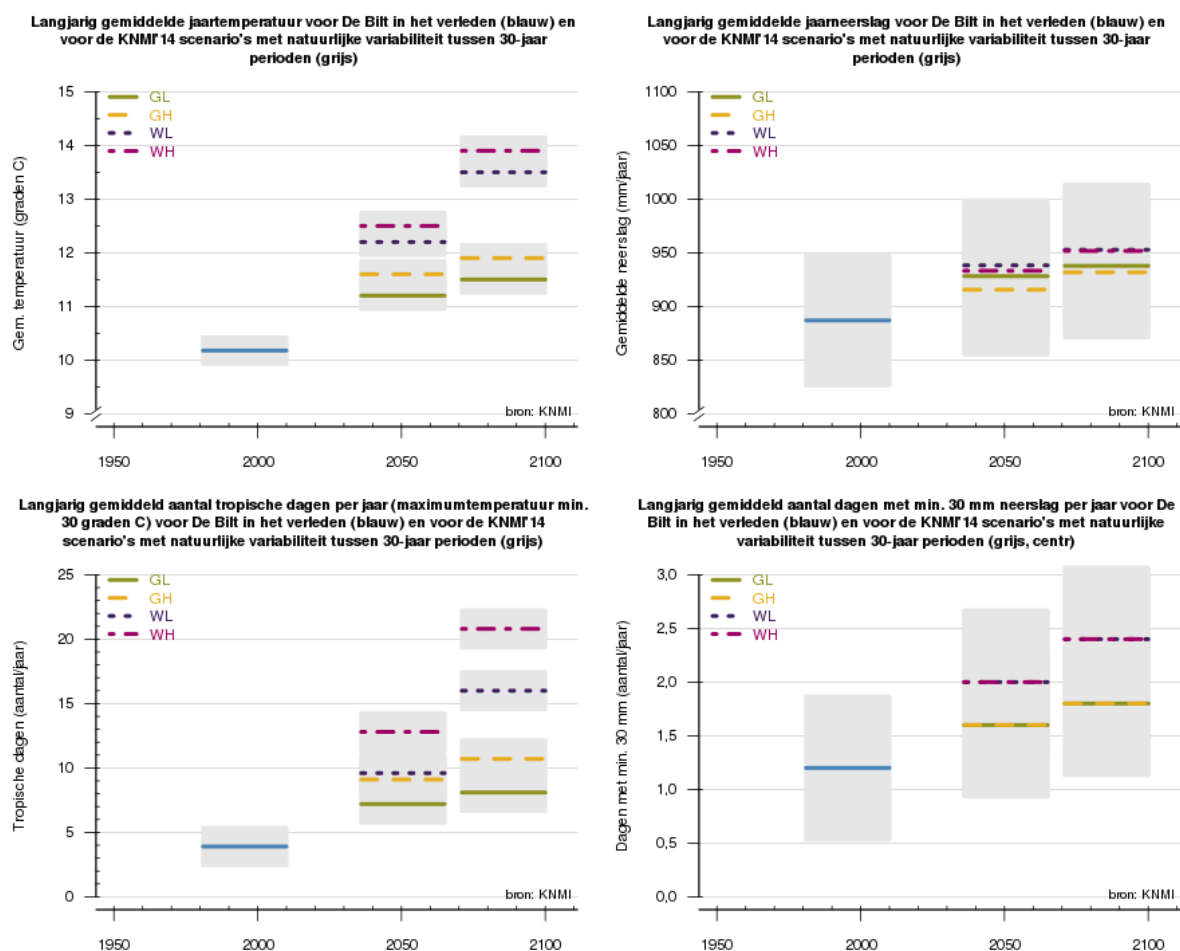 Langjarig gemiddelde jaartemperatuur voor De Bilt in het verleden (blauw) en
voor de KNMI'14 scenario's met natuurlijke variabiliteit tussen 30-jaar
perioden (grijs)
15
14
13
12
11
10
9
Gem. temperatuur (graden C)
GL
GH
WL
WH
bron: KNMI
1950 2000 2050 2100
Langjarig gemiddelde jaarneerslag voor De Bilt in het verleden (blauw) en
voor de KNMI'14 scenario's met natuurlijke variabiliteit tussen 30-jaar
perioden (grijs)
1100
1050
1000
950
900
850
800
Gemiddelde neerslag (mm/jaar)
GL
GH
WL
WH
bron: KNMI
1950 2000 2050 2100
Langjarig gemiddeld aantal tropische dagen per jaar (maximumtemperatuur min.
30 graden C) voor De Bilt in het verleden (blauw) en voor de KNMI'14
scenario's met natuurlijke variabiliteit tussen 30-jaar perioden (grijs)
25
20
15
10
5
0
Tropische dagen (aantal/jaar)
GL
GH
WL
WH
bron: KNMI
1950 2000 2050 2100
Langjarig gemiddeld aantal dagen met min. 30 mm neerslag per jaar voor De
Bilt in het verleden (blauw) en voor de KNMI'14 scenario's met natuurlijke
variabiliteit tussen 30-jaar perioden (grijs, centr)
3,0
2,5
2,0
1,5
1,0
0,5
0,0
Dagen met min. 30 mm (aantal/jaar)
GL
GH
WL
WH
bron: KNMI
1950 2000 2050 2100